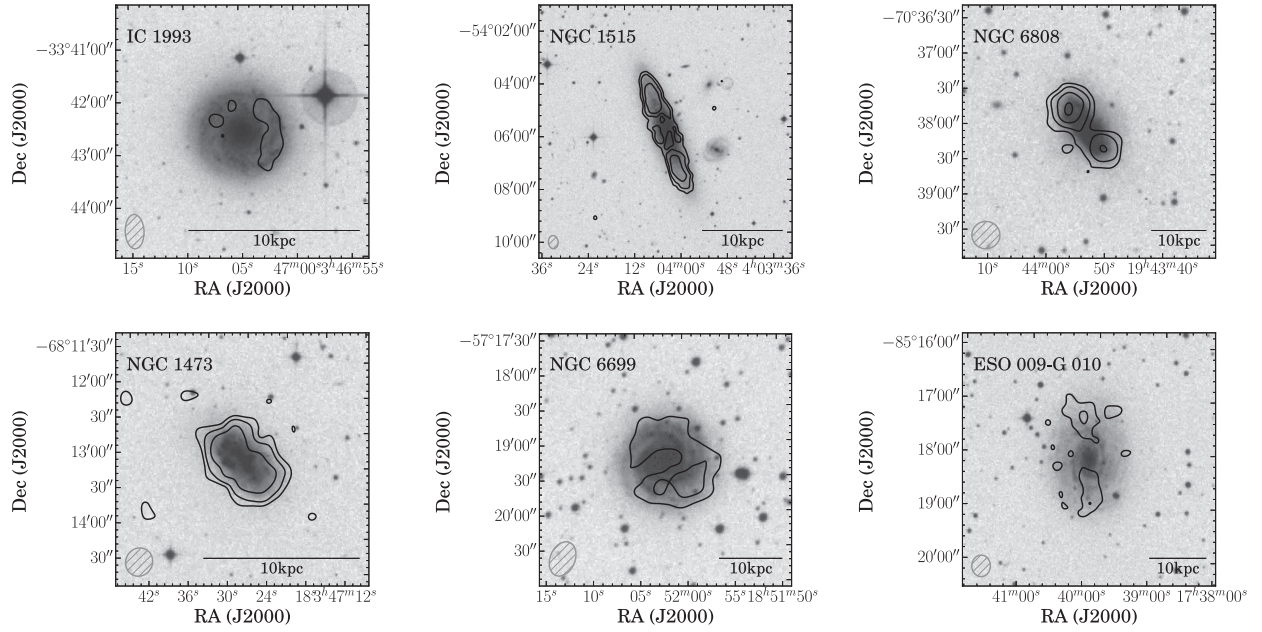 IC 1993
−33°41′00″
42′00″
43′00″
44′00″
Dec (J2000)
10kpc
15ˢ 10ˢ 05ˢ 47ᵐ00ˢ 3ʰ46ᵐ55ˢ
RA (J2000)
NGC 1515
−54°02′00″
04′00″
06′00″
08′00″
10′00″
Dec (J2000)
10kpc
36ˢ 24ˢ 12ˢ 04ᵐ00ˢ 48ˢ 4ʰ03ᵐ36ˢ
RA (J2000)
−70°36′30″
NGC 6808
37′00″
30″
38′00″
30″
39′00″
30″
Dec (J2000)
10kpc
10ˢ 44ᵐ00ˢ 50ˢ 19ʰ43ᵐ40ˢ
RA (J2000)
−68°11′30″
NGC 1473
12′00″
30″
13′00″
30″
14′00″
30″
Dec (J2000)
10kpc
42ˢ 36ˢ 30ˢ 24ˢ 18ˢ 3ʰ47ᵐ12ˢ
RA (J2000)
−57°17′30″
NGC 6699
18′00″
30″
19′00″
30″
20′00″
30″
Dec (J2000)
10kpc
15ˢ 10ˢ 05ˢ 52ᵐ00ˢ 55ˢ 18ʰ51ᵐ50ˢ
RA (J2000)
−85°16′00″
ESO 009-G 010
17′00″
18′00″
19′00″
20′00″
Dec (J2000)
10kpc
41ᵐ00ˢ 40ᵐ00ˢ 39ᵐ00ˢ 17ʰ38ᵐ00ˢ
RA (J2000)